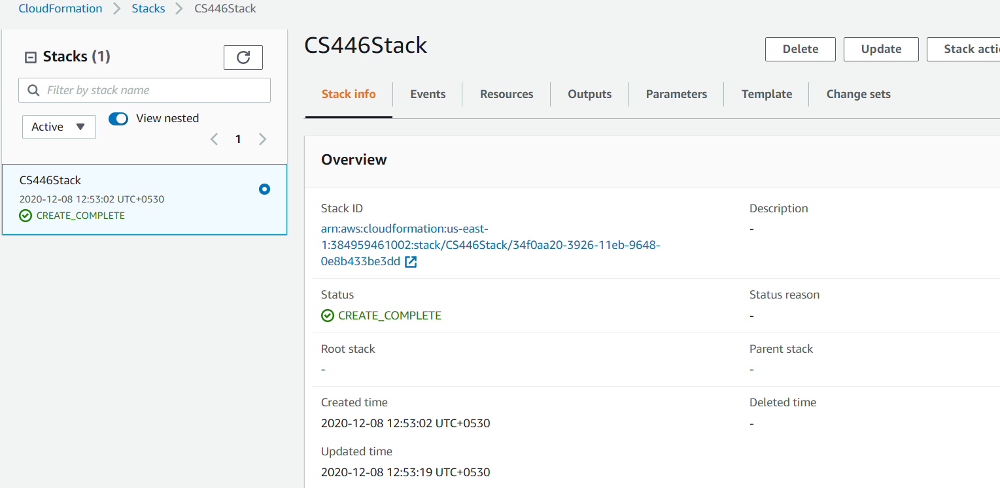 CloudFormation > Stacks > CS446Stack
Stacks (1)
Filter by stack name
Active
View nested
1
CS446Stack
2020-12-08 12:53:02 UTC+0530
CREATE_COMPLETE
CS446Stack
Delete
Update
Stack acti
Stack info
Events
Resources
Outputs
Parameters
Template
Change sets
Overview
Stack ID
arn:aws:cloudformation:us-east-
1:384959461002:stack/CS446Stack/34f0aa20-3926-11eb-9648-
0e8b433be3dd
Description
-
Status
CREATE_COMPLETE
Status reason
-
Root stack
-
Parent stack
-
Created time
2020-12-08 12:53:02 UTC+0530
Deleted time
-
Updated time
2020-12-08 12:53:19 UTC+0530